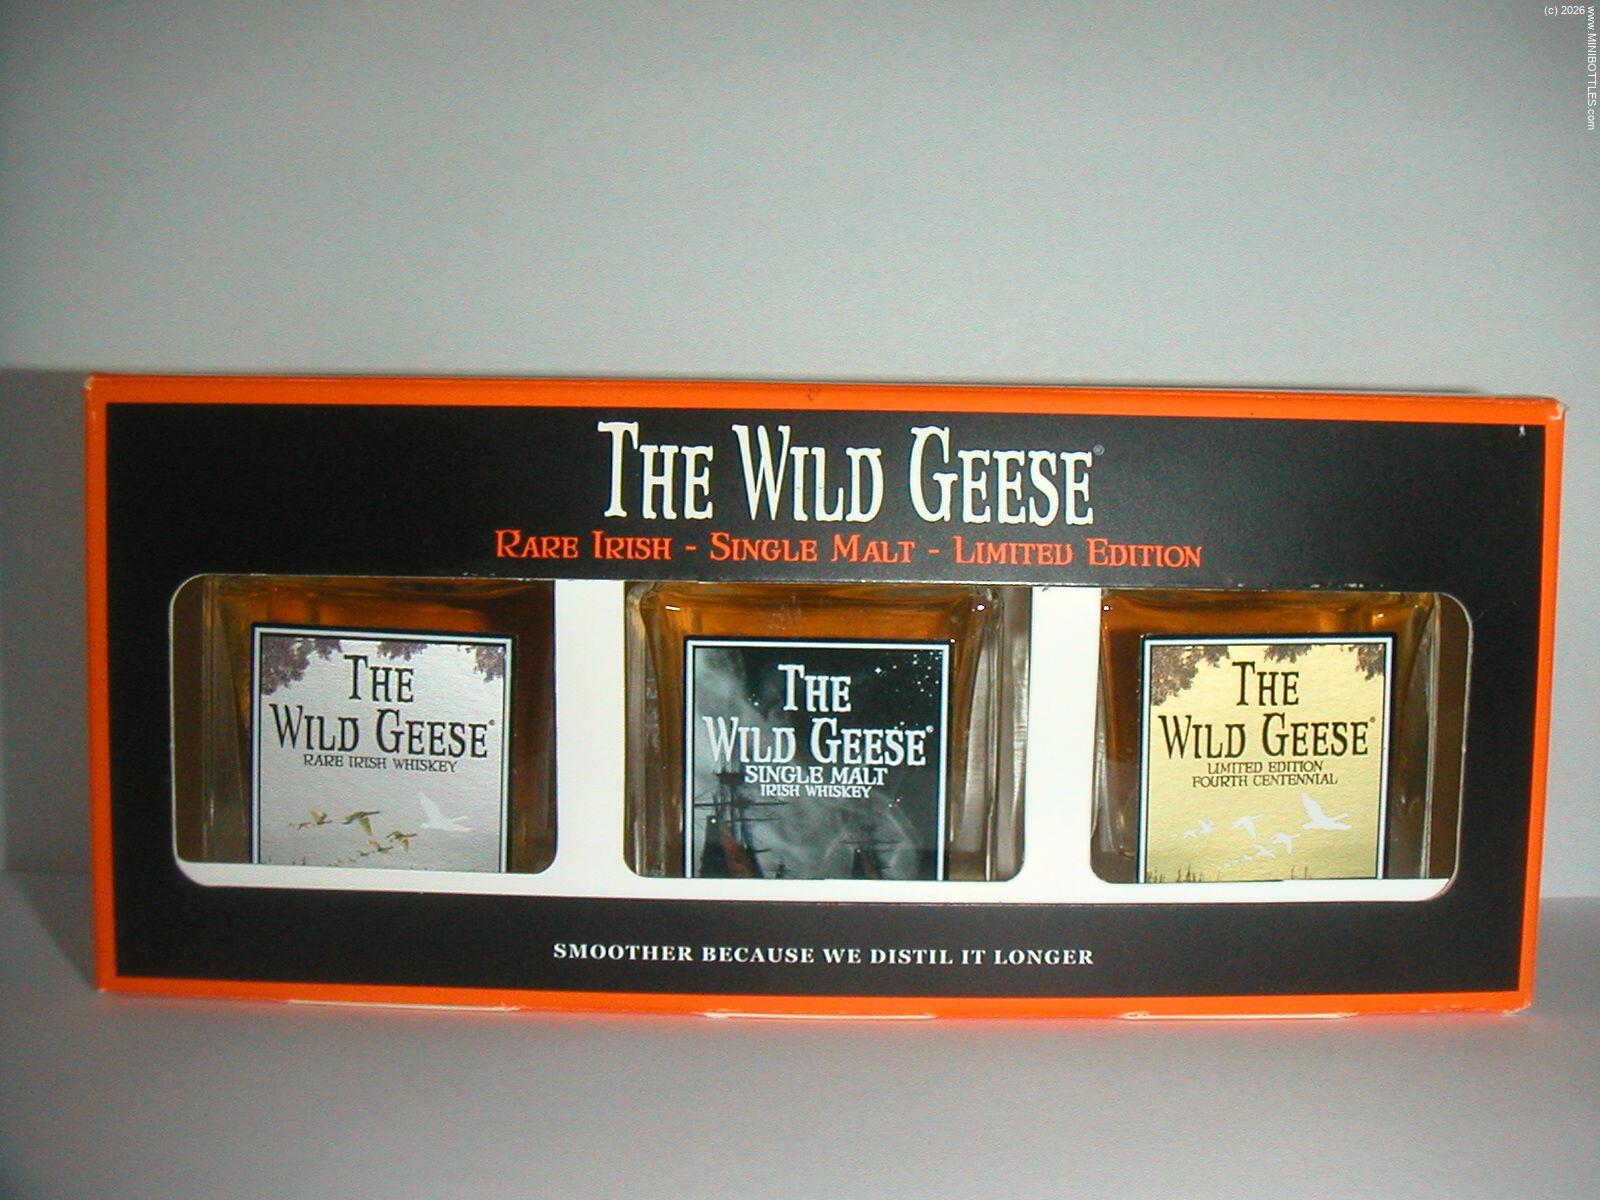 (c) 2026 www.MINIBOTTLES.com
THE WILD GEESE®
RARE IRISH - SINGLE MALT - LIMITED EDITION
THE
WILD GEESE®
RARE IRISH WHISKEY
THE
WILD GEESE®
SINGLE MALT
IRISH WHISKEY
THE
WILD GEESE®
LIMITED EDITION
FOURTH CENTENNIAL
SMOOTHER BECAUSE WE DISTIL IT LONGER